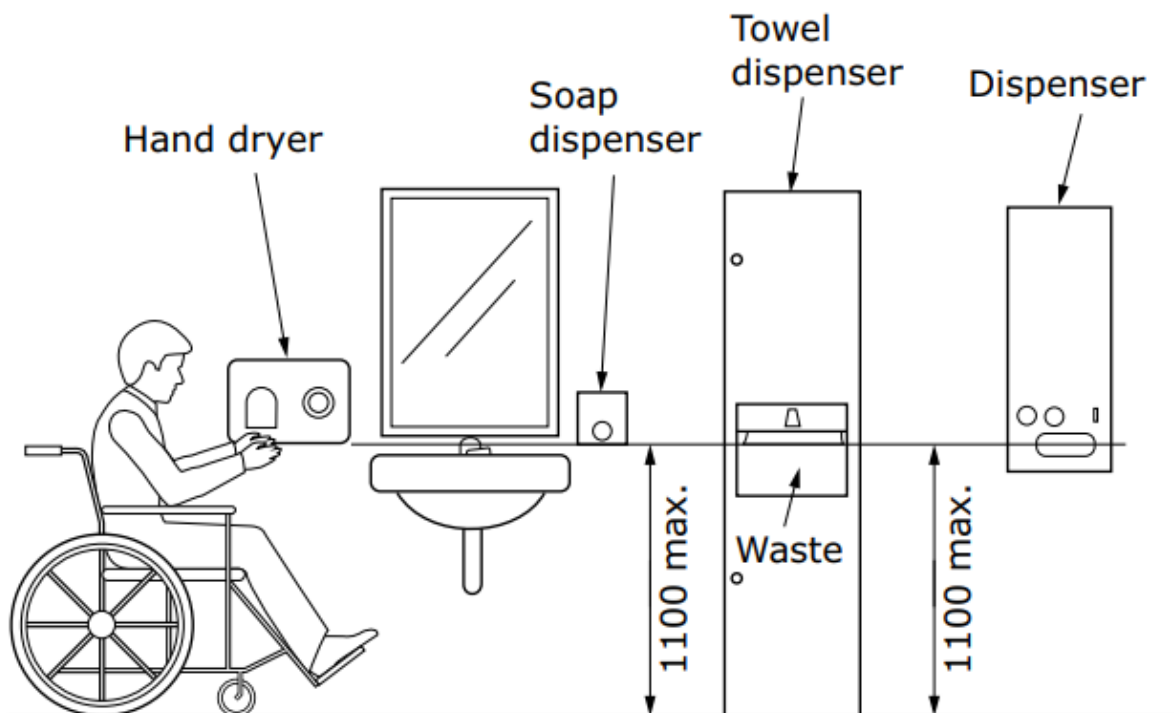 Towel
dispenser
Dispenser
Soap
dispenser
Hand dryer
Waste
1100 max.
1100 max.